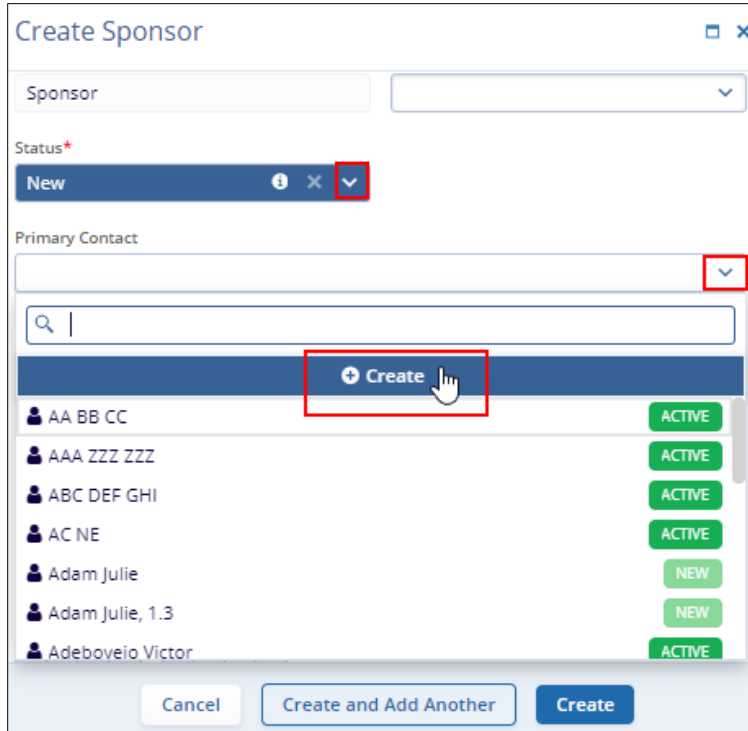 Create Sponsor
Sponsor
Status*
New
Primary Contact
Create
AA BB CC ACTIVE
AAA ZZZ ZZZ ACTIVE
ABC DEF GHI ACTIVE
AC NE ACTIVE
Adam Julie NEW
Adam Julie, 1.3 NEW
Adeboveio Victor ACTIVE
Cancel Create and Add Another Create